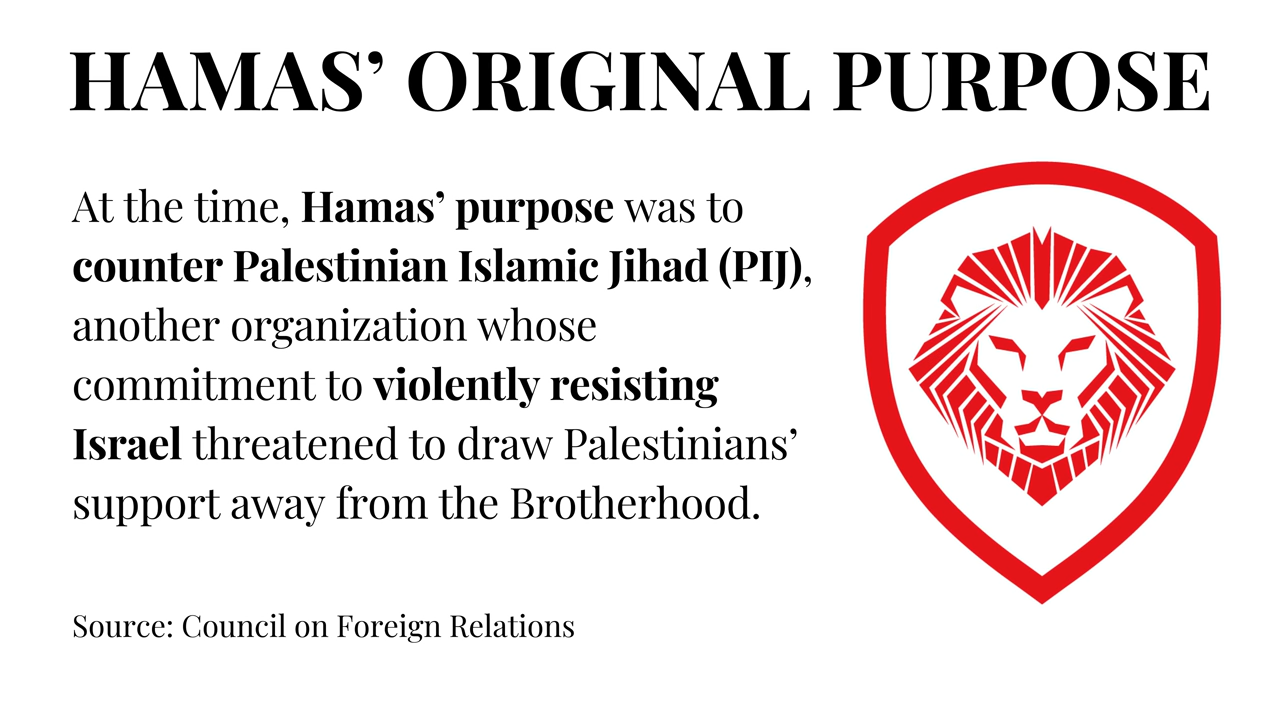 HAMAS’ ORIGINAL PURPOSE
At the time, Hamas’ purpose was to
counter Palestinian Islamic Jihad (PIJ),
another organization whose
commitment to violently resisting
Israel threatened to draw Palestinians’
support away from the Brotherhood.
Source: Council on Foreign Relations